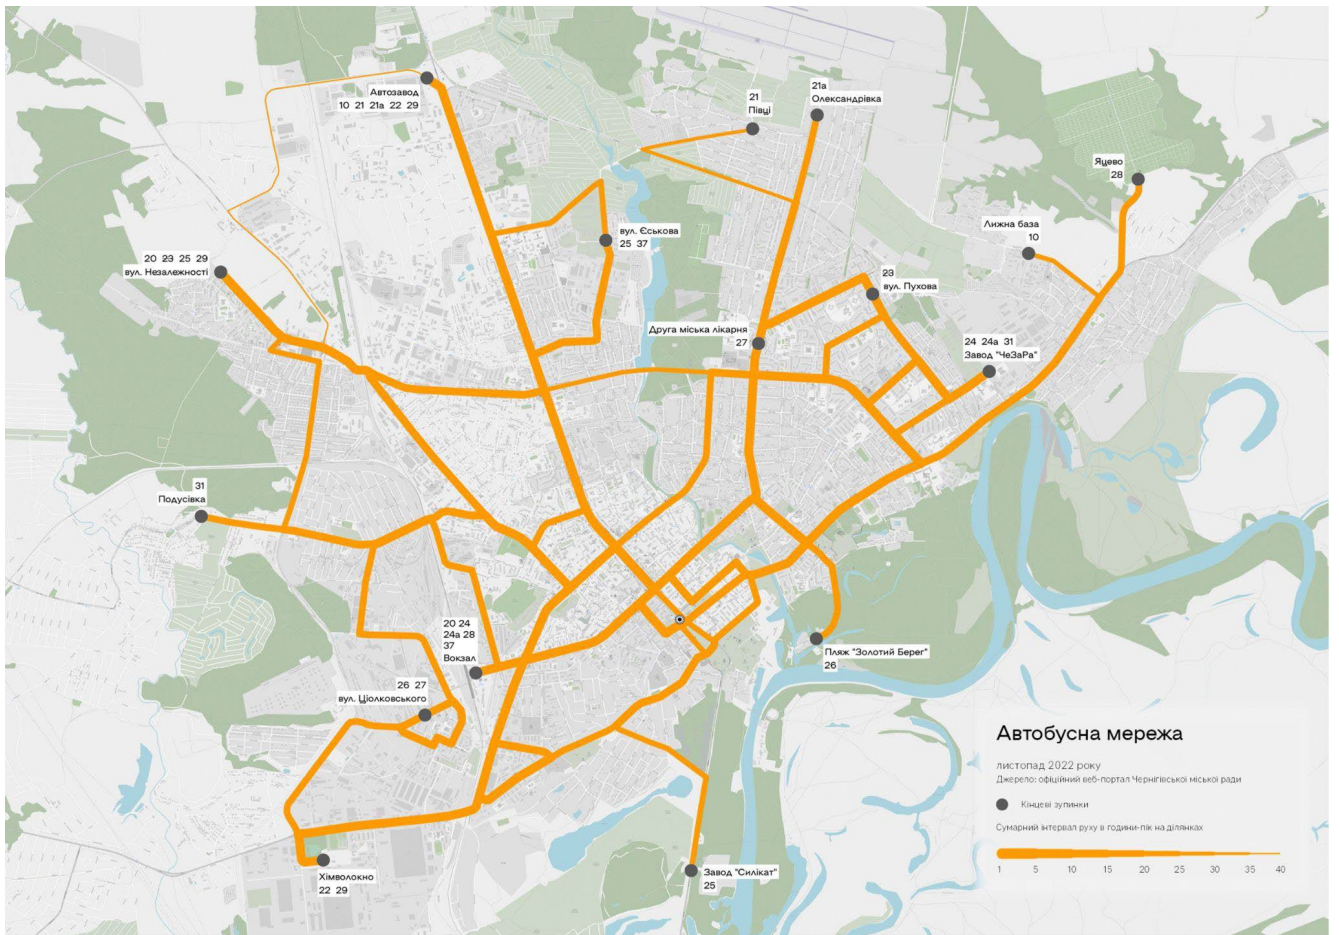 Автозавод
10 21 21а 22 29
21
Півці
21а
Олександрівка
Яцево
28
Лижна база
10
вул. Єськова
25 37
20 23 25 29
вул. Незалежності
23
вул. Пухова
Друга міська лікарня
27
24 24а 31
Завод "ЧеЗаРа"
31
Подусівка
20 24
24а 28
37
Вокзал
Пляж "Золотий Берег"
26
26 27
вул. Ціолковського
Хімволокно
22 29
Завод "Силікат"
25
Автобусна мережа
листопад 2022 року
Джерело: офіційний веб-портал Чернігівської міської ради
Кінцеві зупинки
Сумарний інтервал руху в години-пік на ділянках
1 5 10 15 20 25 30 35 40